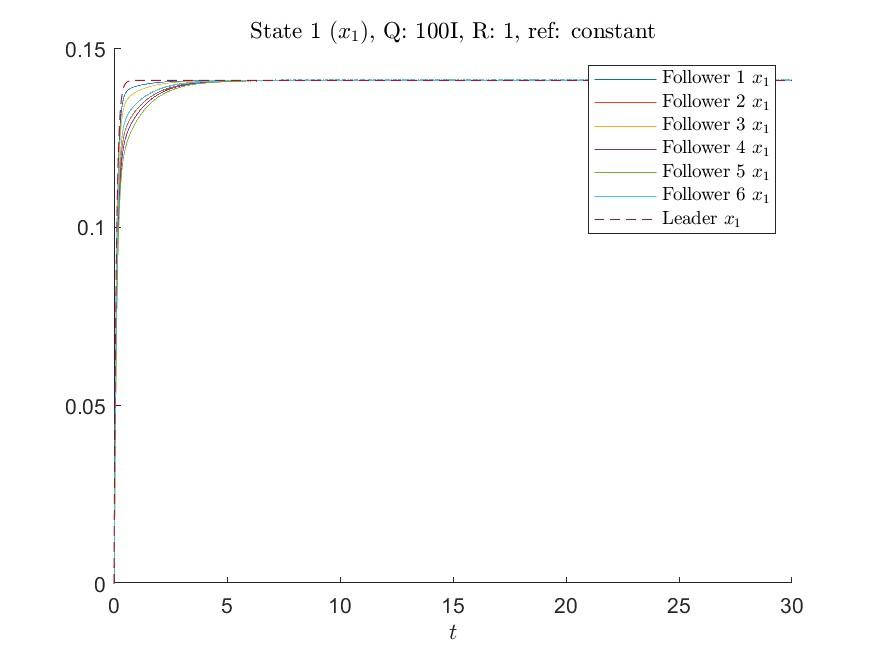 State 1 (x₁), Q: 100I, R: 1, ref: constant
0.15
0.1
0.05
0
Follower 1 x₁
Follower 2 x₁
Follower 3 x₁
Follower 4 x₁
Follower 5 x₁
Follower 6 x₁
Leader x₁
0 5 10 15 20 25 30
t